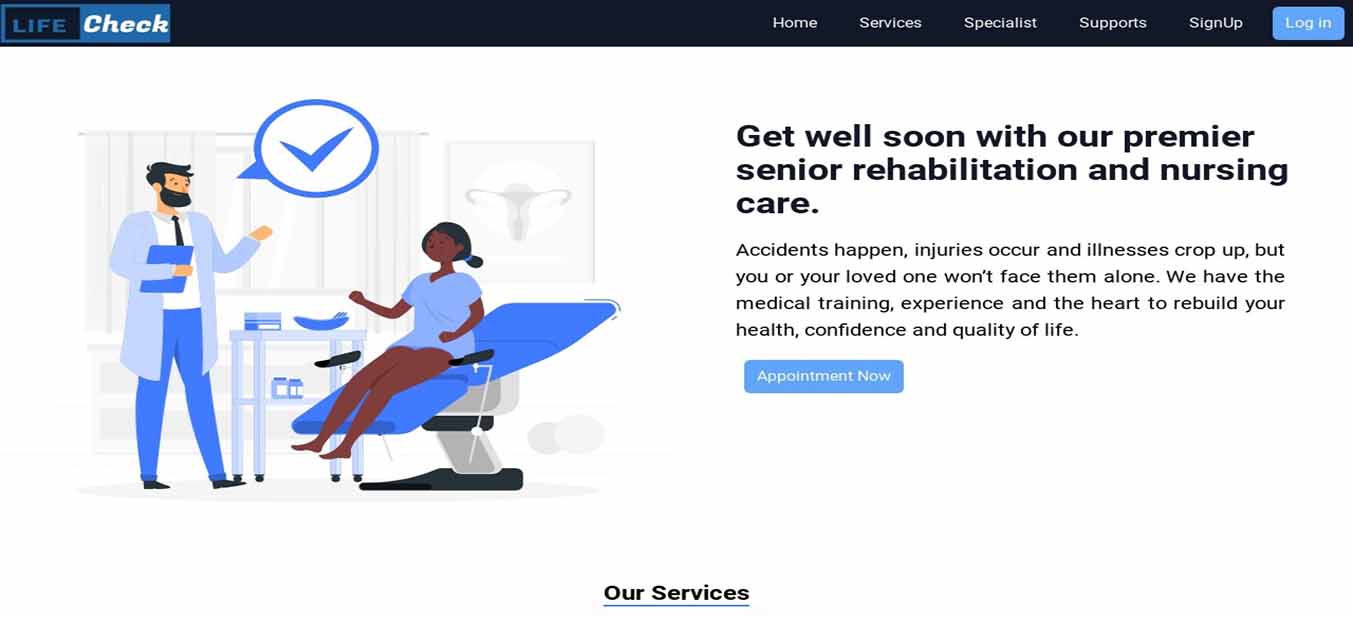 LIFE Check Home Services Specialist Supports SignUp Log in
Get well soon with our premier
senior rehabilitation and nursing
care.
Accidents happen, injuries occur and illnesses crop up, but
you or your loved one won’t face them alone. We have the
medical training, experience and the heart to rebuild your
health, confidence and quality of life.
Appointment Now
Our Services